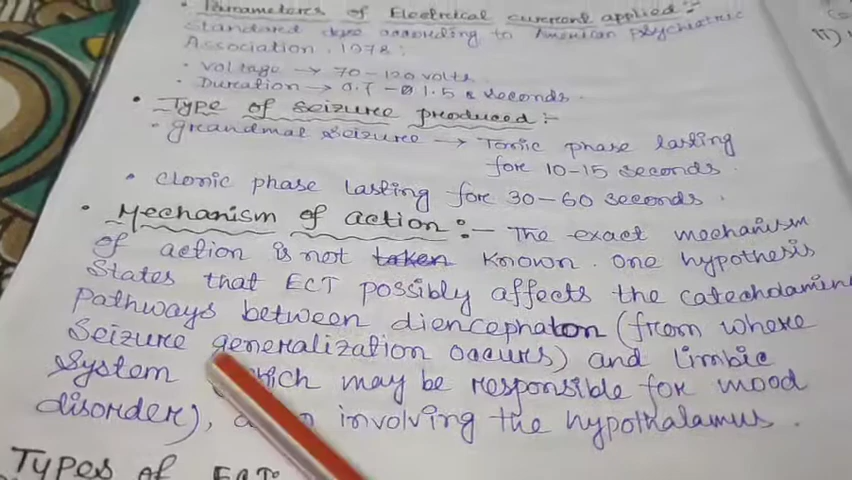 • Parameters of Electrical current applied :-
Standard dose according to American psychiatric
Association, 1978:
• Voltage → 70-120 volts.
• Duration → 0.7-1.5 seconds.
• Type of seizure produced :-
• grandmal seizure → Tonic phase lasting
for 10-15 seconds.
• clonic phase lasting for 30-60 seconds.
• Mechanism of action :- The exact mechanism
of action is not taken known. one hypothesis
states that ECT possibly affects the catecholamin
pathways between diencephalon (from where
seizure generalization occurs) and limbic
system which may be responsible for mood
disorder), involving the hypothalamus.
Types of ECT:
11)